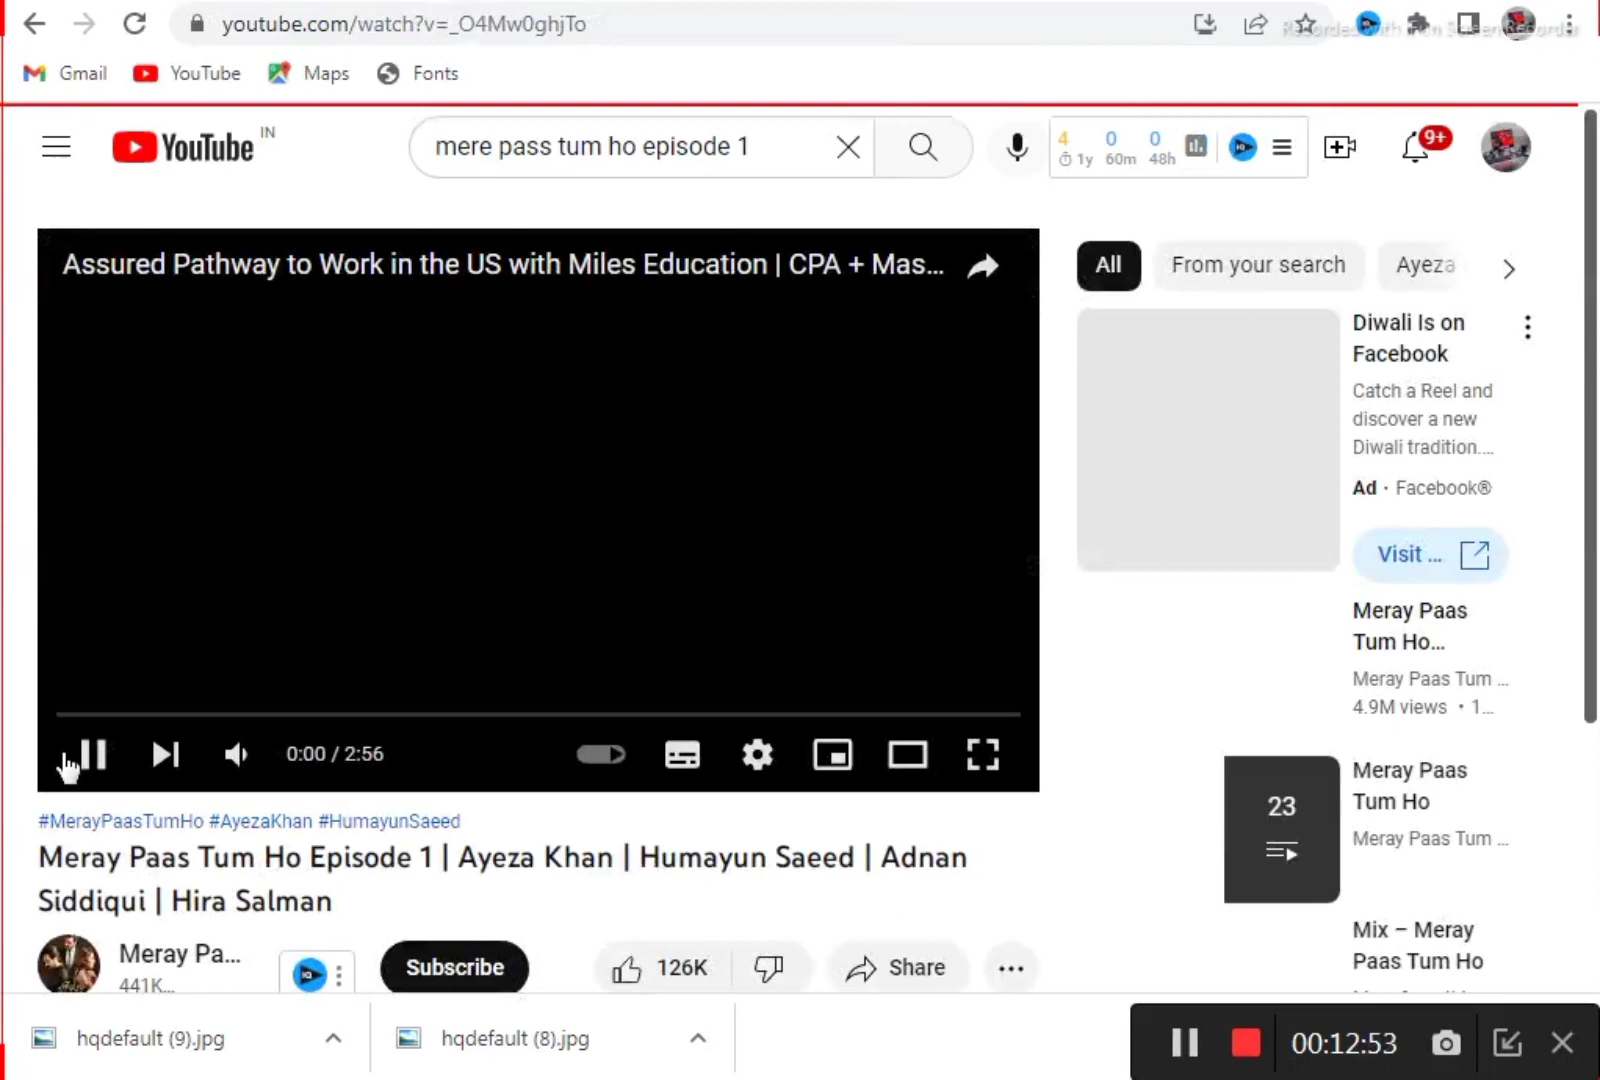 youtube.com/watch?v=_O4Mw0ghjTo
Gmail YouTube Maps Fonts
YouTube IN
mere pass tum ho episode 1
4 0 0
1y 60m 48h
9+
Assured Pathway to Work in the US with Miles Education | CPA + Mas...
All From your search Ayeza
Diwali Is on
Facebook
Catch a Reel and
discover a new
Diwali tradition....
Ad · Facebook®
Visit ...
Meray Paas
Tum Ho...
Meray Paas Tum ...
4.9M views • 1...
0:00 / 2:56
23
Meray Paas
Tum Ho
Meray Paas Tum ...
#MerayPaasTumHo #AyezaKhan #HumayunSaeed
Meray Paas Tum Ho Episode 1 | Ayeza Khan | Humayun Saeed | Adnan
Siddiqui | Hira Salman
Mix – Meray
Paas Tum Ho
Meray Pa...
441K...
Subscribe
126K
Share
hqdefault (9).jpg
hqdefault (8).jpg
00:12:53